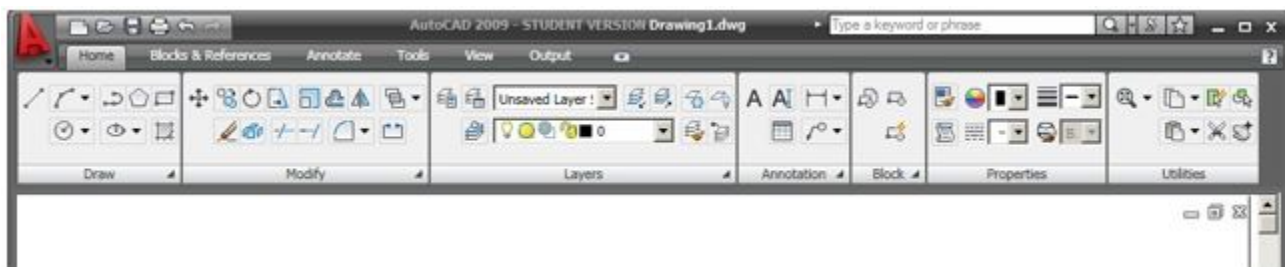 AutoCAD 2009 - STUDENT VERSION Drawing1.dwg Type a keyword or phrase
Home Blocks & References Annotate Tools View Output
Unsaved Layer S A AI
0 B
Draw Modify Layers Annotation Block Properties Utilities